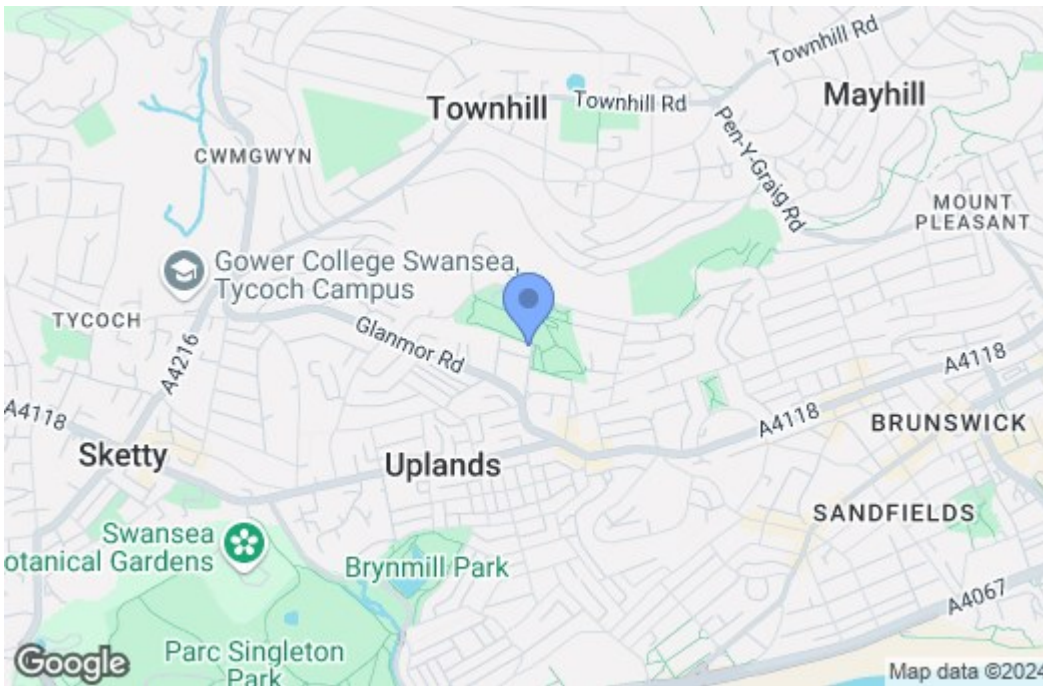 Townhill Rd
Mayhill
Townhill
Townhill Rd
Pen-Y-Graig Rd
CWMGWYN
MOUNT
PLEASANT
Gower College Swansea,
Tycoch Campus
TYCOCH
Glanmor Rd
A4216
A4118
A4118
A4118
BRUNSWICK
Sketty
Uplands
SANDFIELDS
Swansea
otanical Gardens
Brynmill Park
A4067
Parc Singleton
Park
Google
Map data ©2024